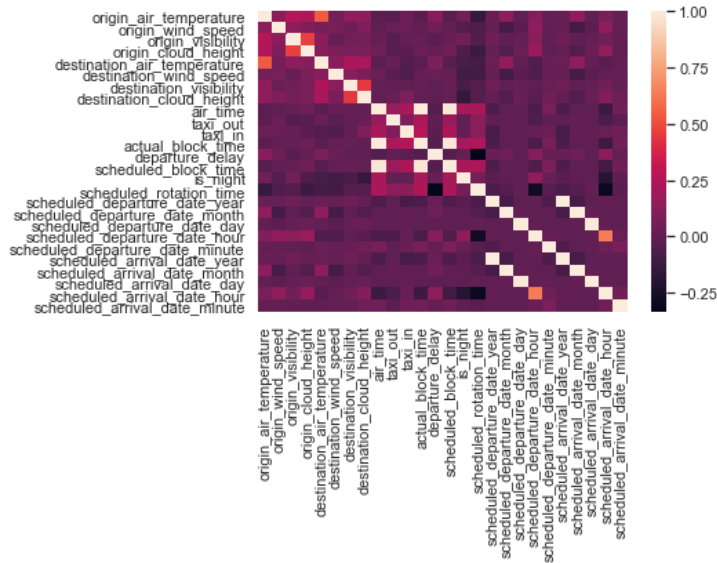 origin_air_temperature
origin_wind_speed
origin_visibility
origin_cloud_height
destination_air_temperature
destination_wind_speed
destination_visibility
destination_cloud_height
air_time
taxi_out
taxi_in
actual_block_time
departure_delay
scheduled_block_time
is_night
scheduled_rotation_time
scheduled_departure_date_year
scheduled_departure_date_month
scheduled_departure_date_day
scheduled_departure_date_hour
scheduled_departure_date_minute
scheduled_arrival_date_year
scheduled_arrival_date_month
scheduled_arrival_date_day
scheduled_arrival_date_hour
scheduled_arrival_date_minute
origin_air_temperature
origin_wind_speed
origin_visibility
origin_cloud_height
destination_air_temperature
destination_wind_speed
destination_visibility
destination_cloud_height
air_time
taxi_out
taxi_in
actual_block_time
departure_delay
scheduled_block_time
is_night
scheduled_rotation_time
scheduled_departure_date_year
scheduled_departure_date_month
scheduled_departure_date_day
scheduled_departure_date_hour
scheduled_departure_date_minute
scheduled_arrival_date_year
scheduled_arrival_date_month
scheduled_arrival_date_day
scheduled_arrival_date_hour
scheduled_arrival_date_minute
1.00
0.75
0.50
0.25
0.00
−0.25